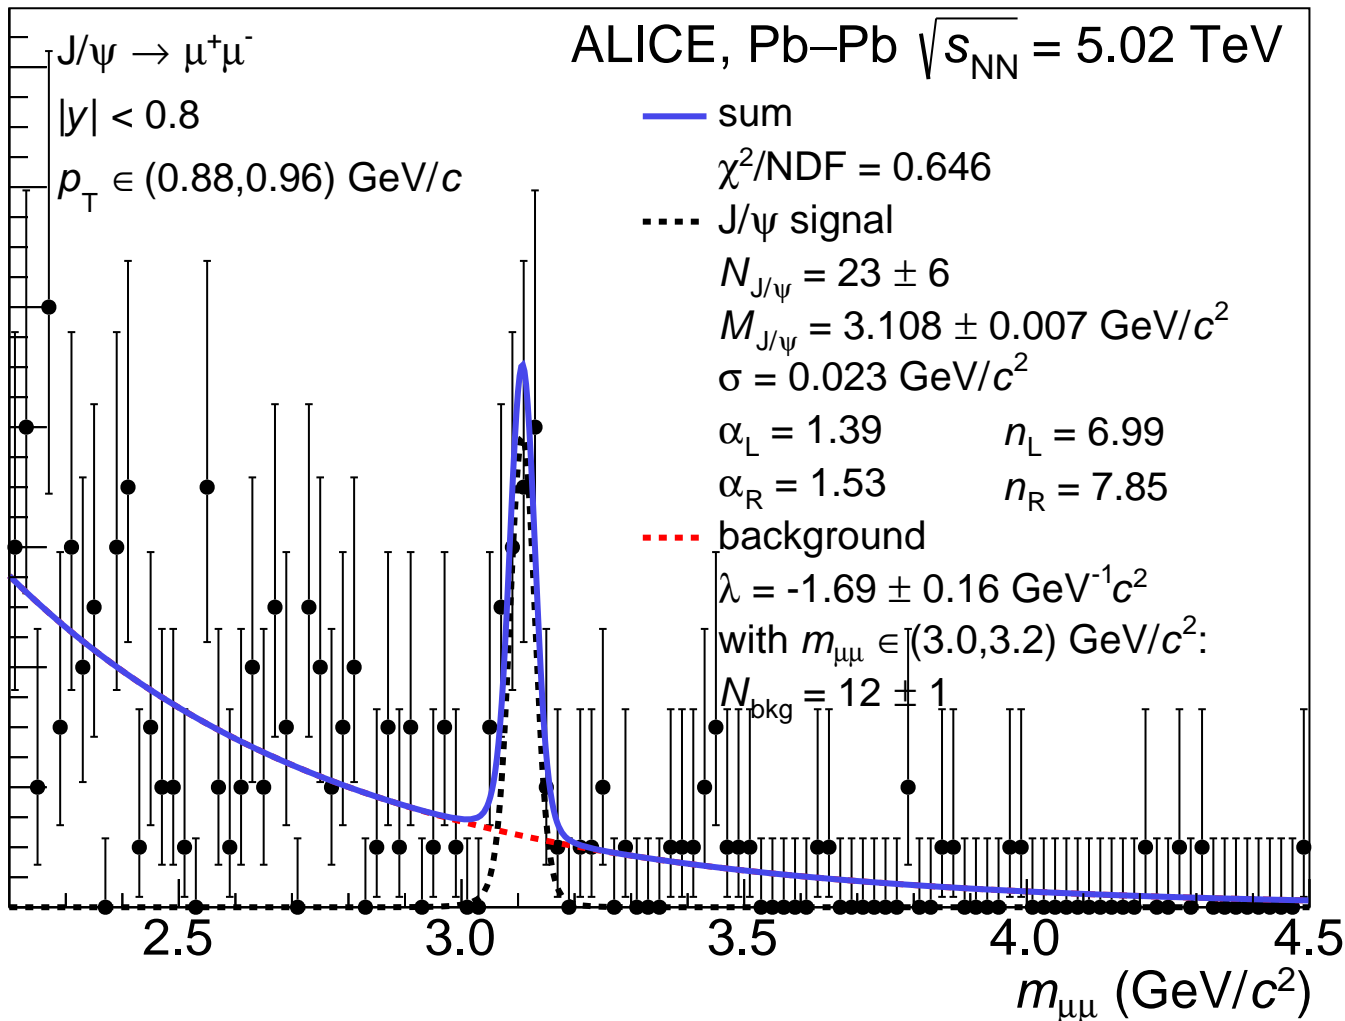 J/ψ → μ⁺μ⁻
|y| < 0.8
p_T ∈ (0.88,0.96) GeV/c
ALICE, Pb–Pb √s_NN = 5.02 TeV
sum
χ²/NDF = 0.646
J/ψ signal
N_J/ψ = 23 ± 6
M_J/ψ = 3.108 ± 0.007 GeV/c²
σ = 0.023 GeV/c²
α_L = 1.39 n_L = 6.99
α_R = 1.53 n_R = 7.85
background
λ = -1.69 ± 0.16 GeV⁻¹c²
with m_μμ ∈ (3.0,3.2) GeV/c²:
N_bkg = 12 ± 1
2.5 3.0 3.5 4.0 4.5
m_μμ (GeV/c²)